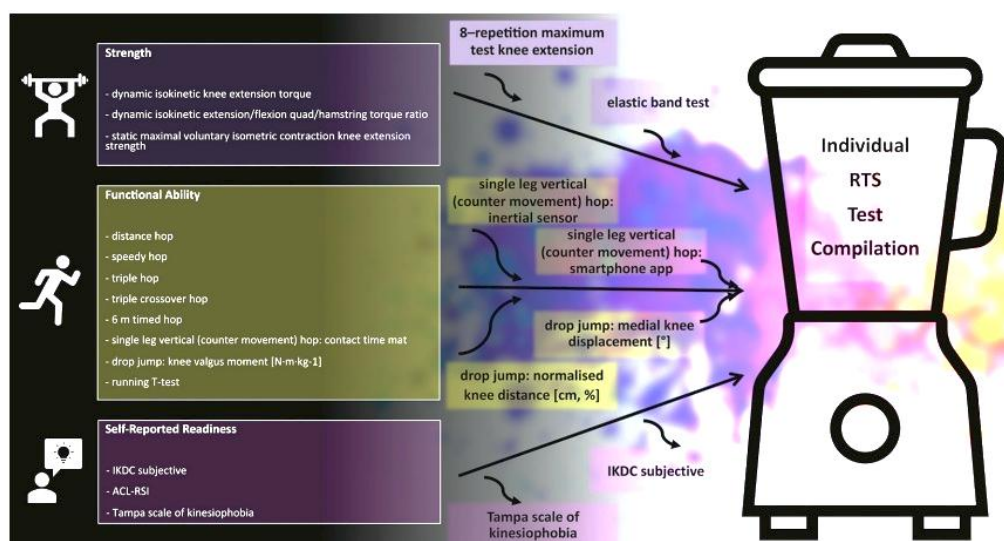 Strength
- dynamic isokinetic knee extension torque
- dynamic isokinetic extension/flexion quad/hamstring torque ratio
- static maximal voluntary isometric contraction knee extension
strength
Functional Ability
- distance hop
- speedy hop
- triple hop
- triple crossover hop
- 6 m timed hop
- single leg vertical (counter movement) hop: contact time mat
- drop jump: knee valgus moment [N·m·kg-1]
- running T-test
Self-Reported Readiness
- IKDC subjective
- ACL-RSI
- Tampa scale of kinesiophobia
8–repetition maximum
test knee extension
elastic band test
single leg vertical
(counter movement) hop:
inertial sensor
single leg vertical
(counter movement) hop:
smartphone app
drop jump: medial knee
displacement [°]
drop jump: normalised
knee distance [cm, %]
IKDC subjective
Tampa scale of
kinesiophobia
Individual
RTS
Test
Compilation